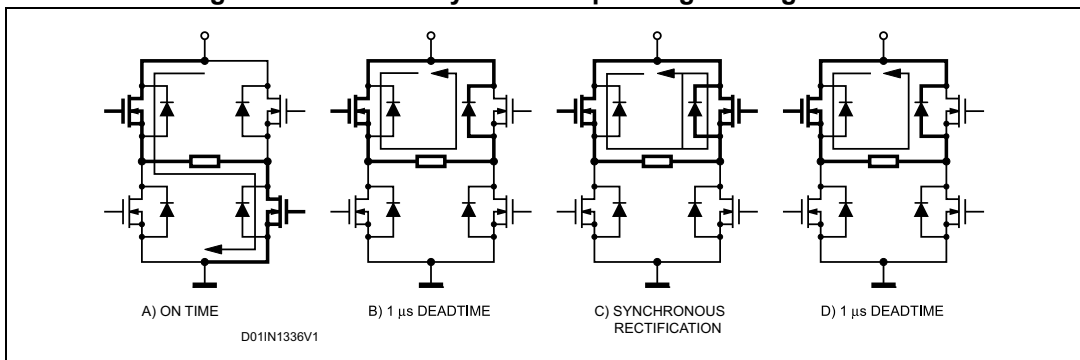 A) ON TIME
B) 1 μs DEADTIME
C) SYNCHRONOUS
RECTIFICATION
D) 1 μs DEADTIME
D01IN1336V1